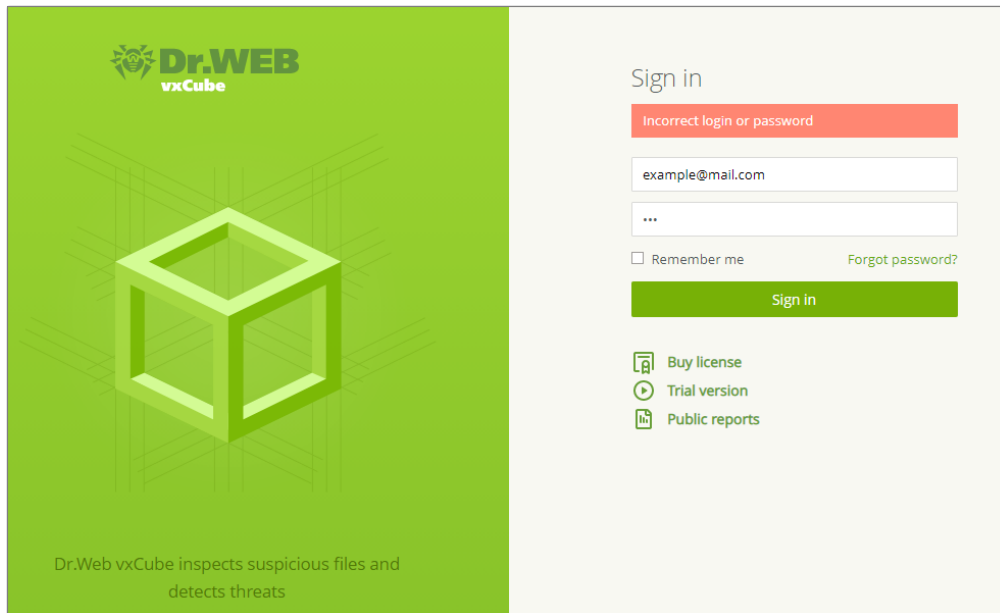 Dr.WEB
vxCube
Dr.Web vxCube inspects suspicious files and
detects threats
Sign in
Incorrect login or password
example@mail.com
•••
Remember me
Forgot password?
Sign in
Buy license
Trial version
Public reports